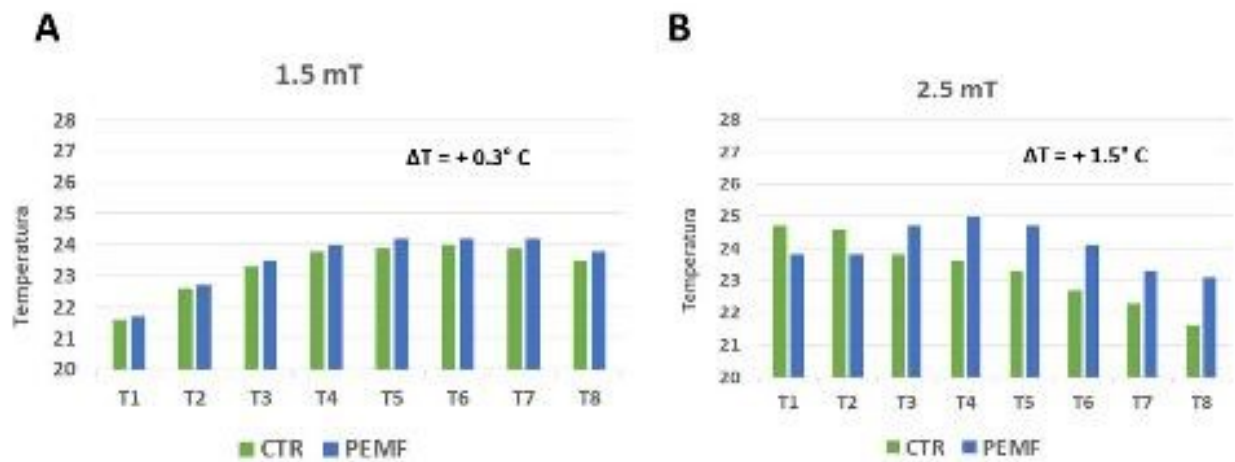 A
1.5 mT
28
27
26
25
24
23
22
21
20
Temperatura
ΔT = + 0.3° C
T1 T2 T3 T4 T5 T6 T7 T8
CTR PEMF
B
2.5 mT
28
27
26
25
24
23
22
21
20
Temperatura
ΔT = + 1.5° C
T1 T2 T3 T4 T5 T6 T7 T8
CTR PEMF